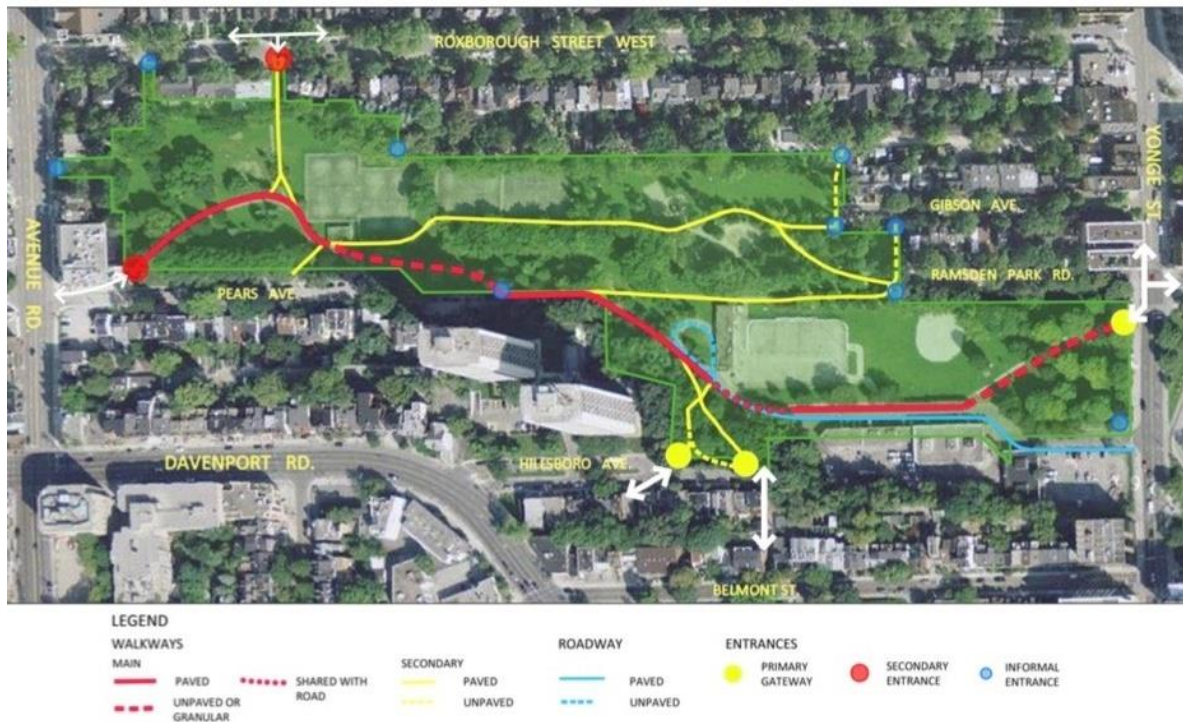 ROXBOROUGH STREET WEST
YONGE ST.
AVENUE RD
GIBSON AVE.
RAMSDEN PARK RD.
PEARS AVE.
DAVENPORT RD.
HILLSBORO AVE.
BELMONT ST.
LEGEND
WALKWAYS
MAIN
PAVED
UNPAVED OR
GRANULAR
SHARED WITH
ROAD
SECONDARY
PAVED
UNPAVED
ROADWAY
PAVED
UNPAVED
ENTRANCES
PRIMARY
GATEWAY
SECONDARY
ENTRANCE
INFORMAL
ENTRANCE